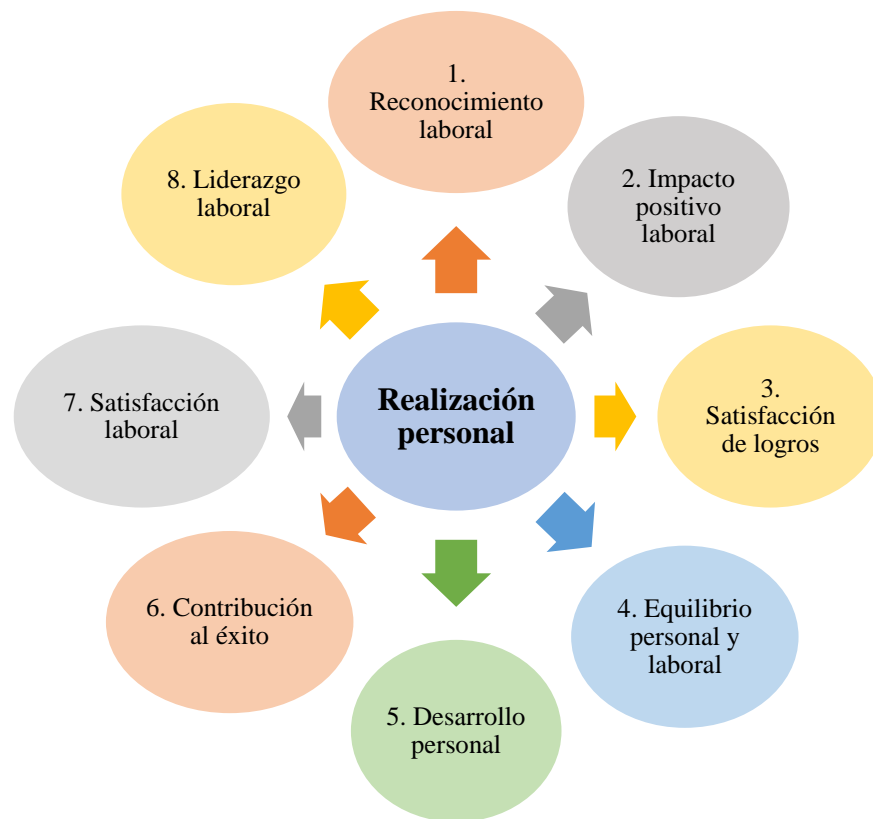 1.
Reconocimiento
laboral
2. Impacto
positivo
laboral
3.
Satisfacción
de logros
4. Equilibrio
personal y
laboral
5. Desarrollo
personal
6. Contribución
al éxito
7. Satisfacción
laboral
8. Liderazgo
laboral
Realización
personal